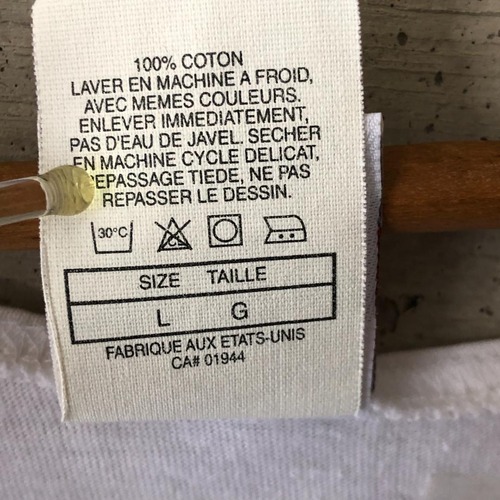 100% COTON
LAVER EN MACHINE A FROID,
AVEC MEMES COULEURS.
ENLEVER IMMEDIATEMENT,
PAS D'EAU DE JAVEL. SECHER
EN MACHINE CYCLE DELICAT,
REPASSAGE TIEDE, NE PAS
REPASSER LE DESSIN.
30°C CL
SIZE TAILLE
L G
FABRIQUE AUX ETATS-UNIS
CA# 01944